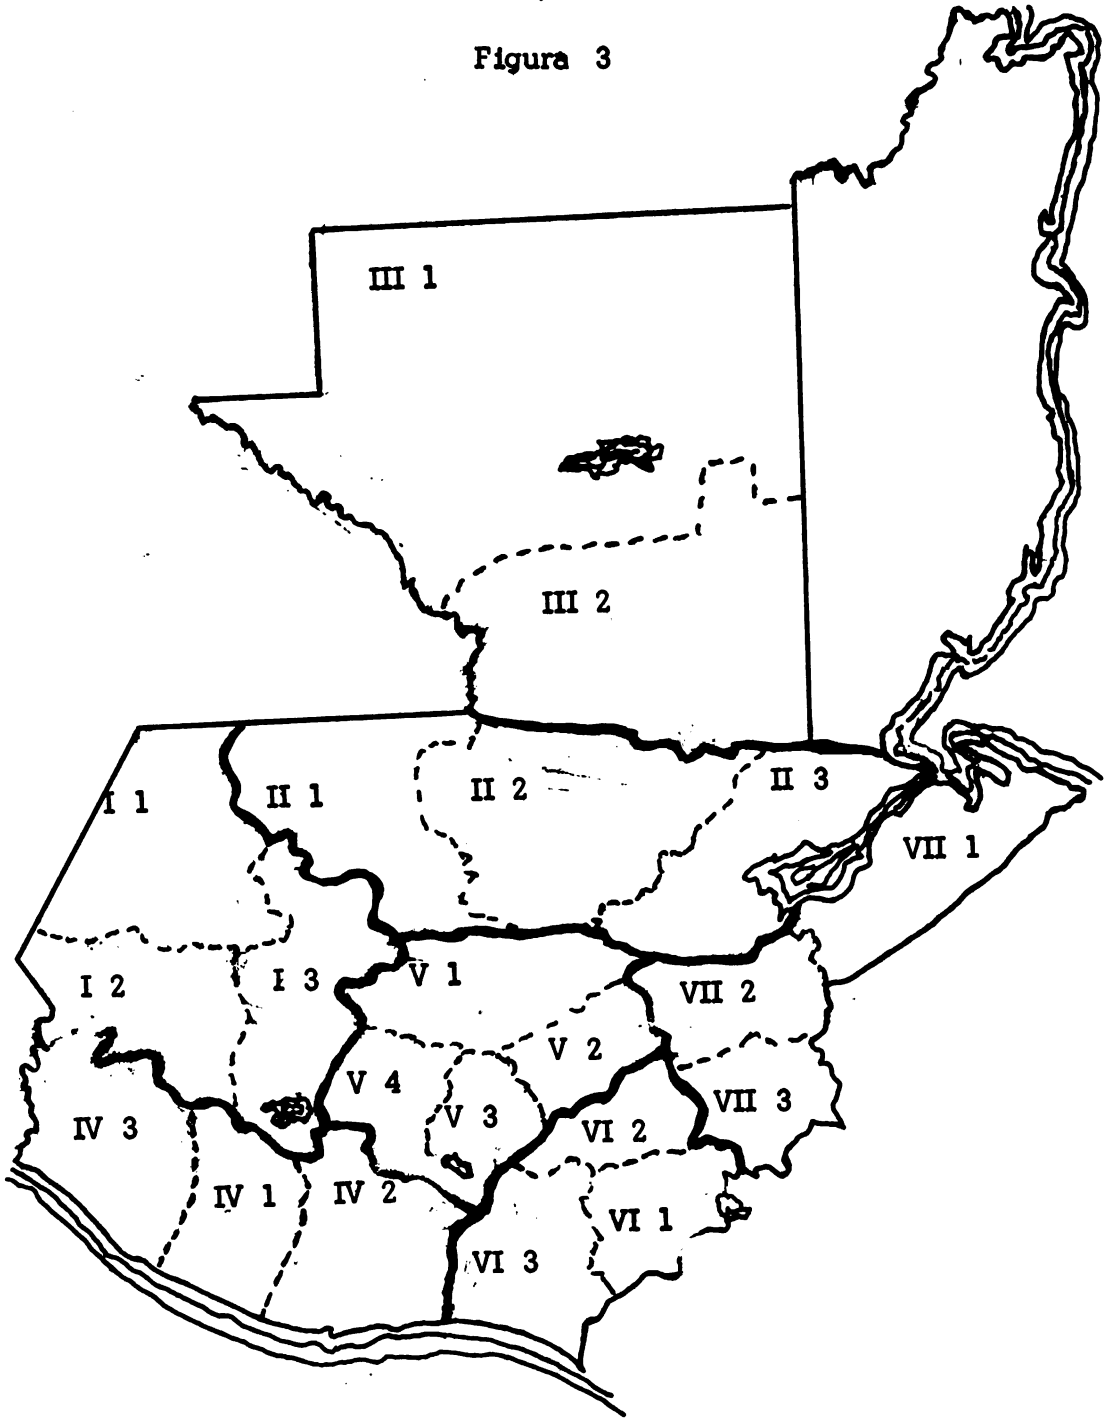 Figura 3
III 1
III 2
I 1
II 1
II 2
II 3
VII 1
I 2
I 3
V 1
VII 2
V 2
V 4
V 3
VII 3
IV 3
VI 2
IV 1
IV 2
VI 1
VI 3